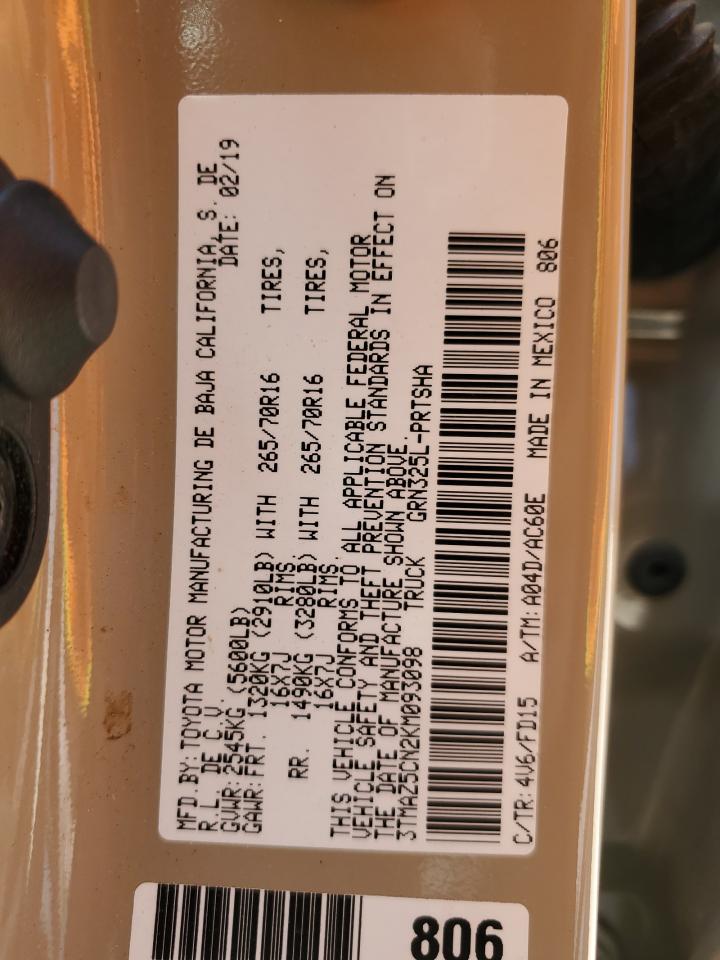 MFD.BY:TOYOTA MOTOR MANUFACTURING DE BAJA CALIFORNIA, S. DE
R.L. DE C.V. DATE: 02/19
GVWR:2545KG (5600LB)
GAWR:FRT. 1320KG (2910LB) WITH 265/70R16 TIRES,
16X7J RIMS.
RR. 1490KG (3280LB) WITH 265/70R16 TIRES,
16X7J RIMS.
THIS VEHICLE CONFORMS TO ALL APPLICABLE FEDERAL MOTOR
VEHICLE SAFETY AND THEFT PREVENTION STANDARDS IN EFFECT ON
THE DATE OF MANUFACTURE SHOWN ABOVE.
3TMAZ5CN2KM093098 TRUCK GRN325L-PRTSHA
C/TR:4V6/FD15 A/TM:A04D/AC60E MADE IN MEXICO 806
806